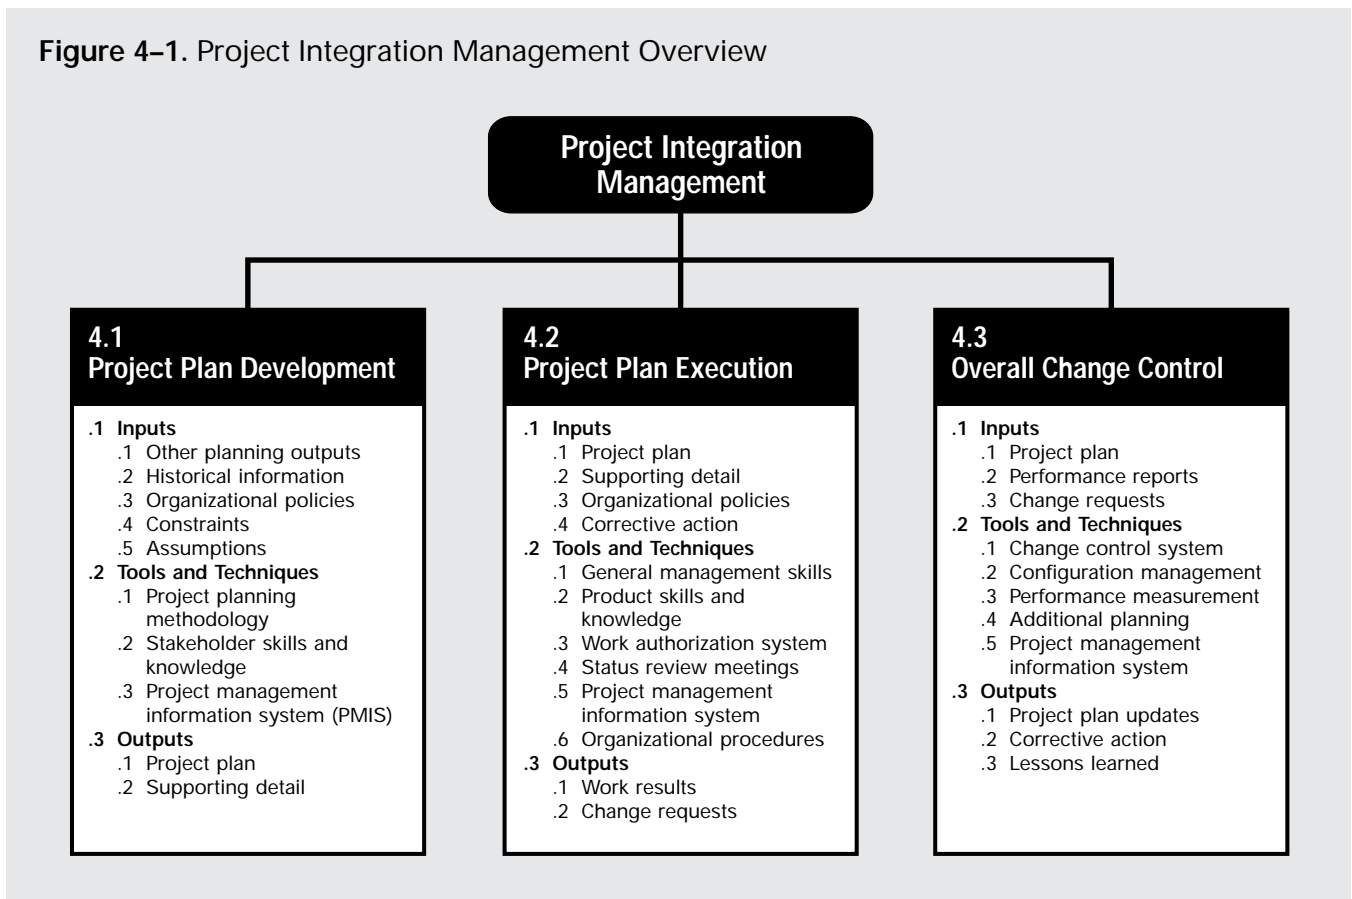 Figure 4–1. Project Integration Management Overview
Project Integration
Management
4.1
Project Plan Development
.1 Inputs
.1 Other planning outputs
.2 Historical information
.3 Organizational policies
.4 Constraints
.5 Assumptions
.2 Tools and Techniques
.1 Project planning
methodology
.2 Stakeholder skills and
knowledge
.3 Project management
information system (PMIS)
.3 Outputs
.1 Project plan
.2 Supporting detail
4.2
Project Plan Execution
.1 Inputs
.1 Project plan
.2 Supporting detail
.3 Organizational policies
.4 Corrective action
.2 Tools and Techniques
.1 General management skills
.2 Product skills and
knowledge
.3 Work authorization system
.4 Status review meetings
.5 Project management
information system
.6 Organizational procedures
.3 Outputs
.1 Work results
.2 Change requests
4.3
Overall Change Control
.1 Inputs
.1 Project plan
.2 Performance reports
.3 Change requests
.2 Tools and Techniques
.1 Change control system
.2 Configuration management
.3 Performance measurement
.4 Additional planning
.5 Project management
information system
.3 Outputs
.1 Project plan updates
.2 Corrective action
.3 Lessons learned